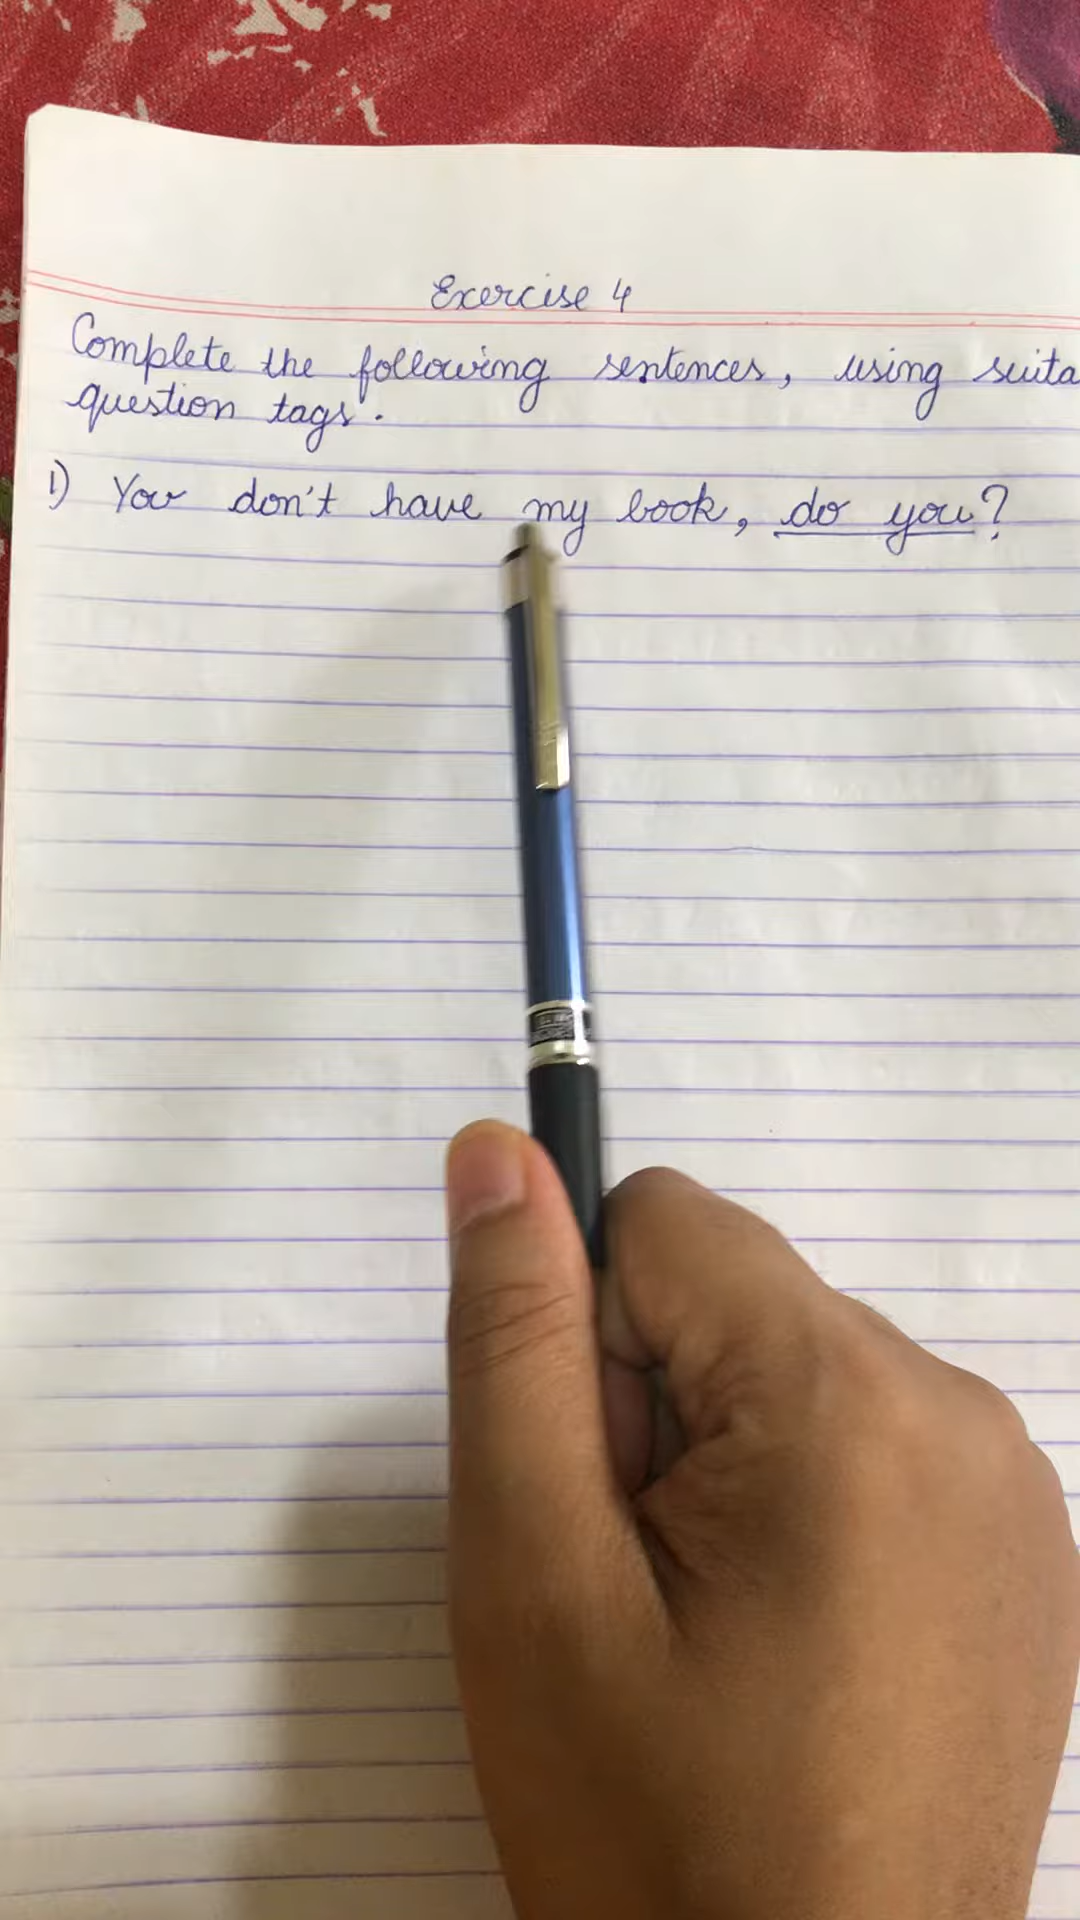 Exercise 4
Complete the following sentences, using suita
question tags.
1) You don't have my book, do you?